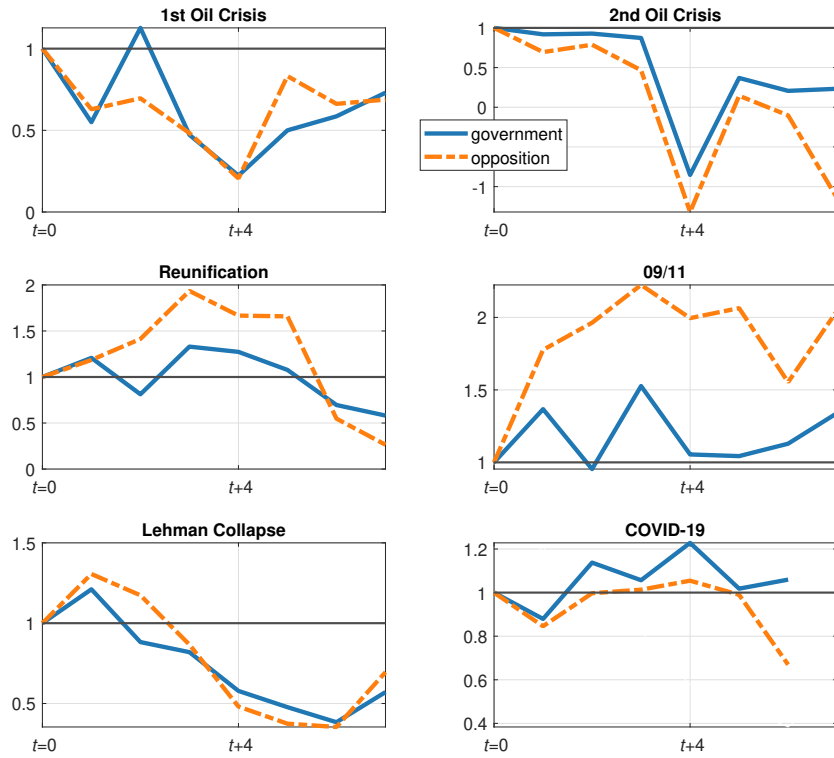 1st Oil Crisis
1
0.5
0
t=0
t+4
2nd Oil Crisis
1
0.5
0
-1
t=0
t+4
government
opposition
Reunification
2
1.5
1
0.5
0
t=0
t+4
09/11
2
1.5
1
t=0
t+4
Lehman Collapse
1.5
1
0.5
t=0
t+4
COVID-19
1.2
1
0.8
0.6
0.4
t=0
t+4